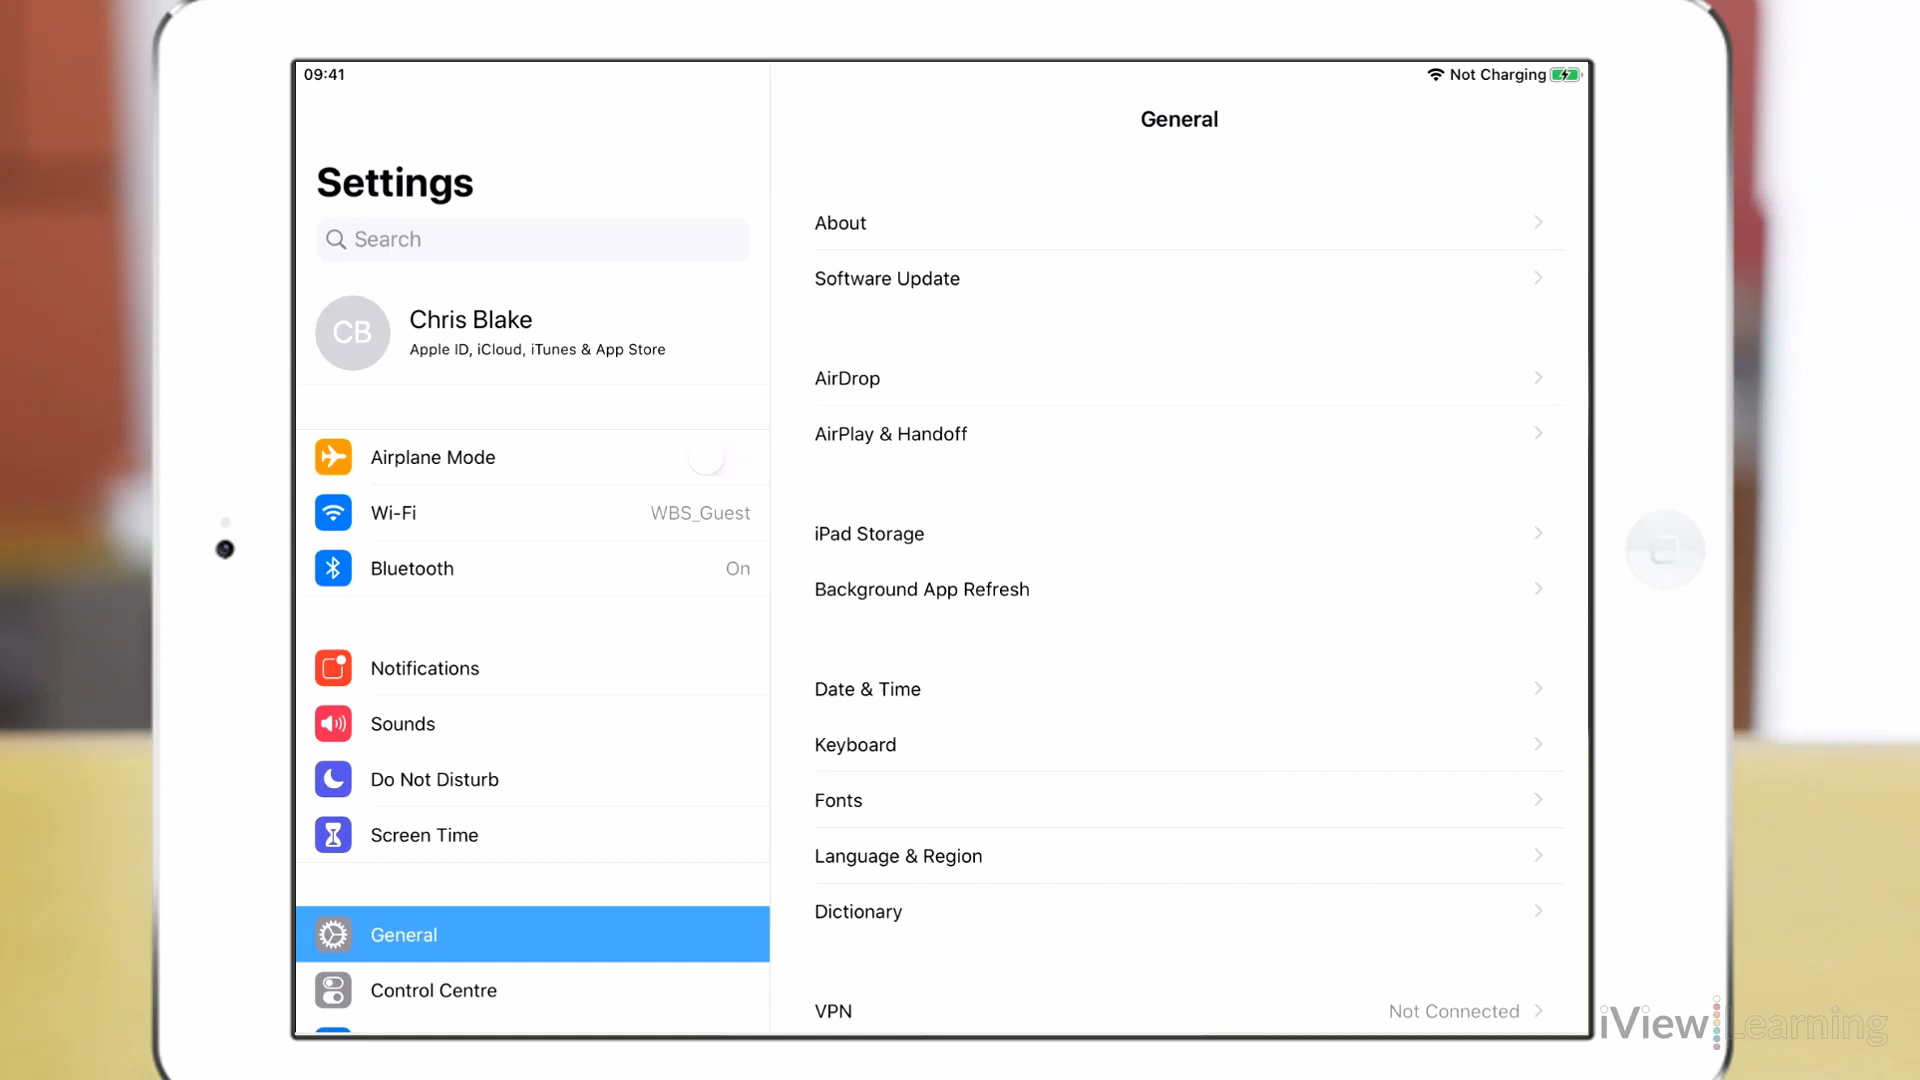 09:41
Not Charging
Settings
Search
CB
Chris Blake
Apple ID, iCloud, iTunes & App Store
Airplane Mode
Wi-Fi
WBS_Guest
Bluetooth
On
Notifications
Sounds
Do Not Disturb
Screen Time
General
Control Centre
General
About
Software Update
AirDrop
AirPlay & Handoff
iPad Storage
Background App Refresh
Date & Time
Keyboard
Fonts
Language & Region
Dictionary
VPN
Not Connected
iView Learning